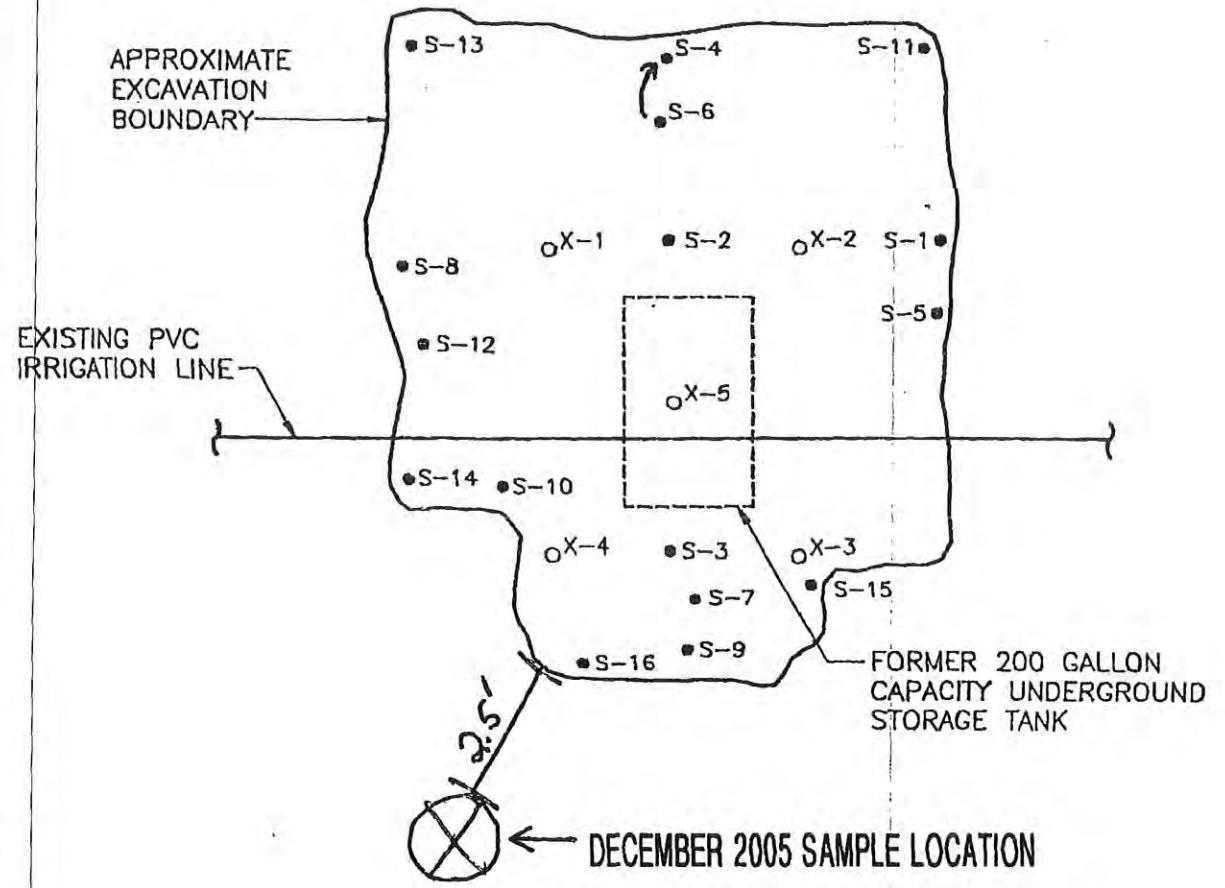 S-13
S-4
S-11
APPROXIMATE
EXCAVATION
BOUNDARY
S-6
X-1
S-2
X-2
S-1
S-8
S-5
EXISTING PVC
IRRIGATION LINE
S-12
X-5
S-14
S-10
X-4
S-3
X-3
S-15
S-7
S-9
S-16
FORMER 200 GALLON
CAPACITY UNDERGROUND
STORAGE TANK
2.5'
DECEMBER 2005 SAMPLE LOCATION